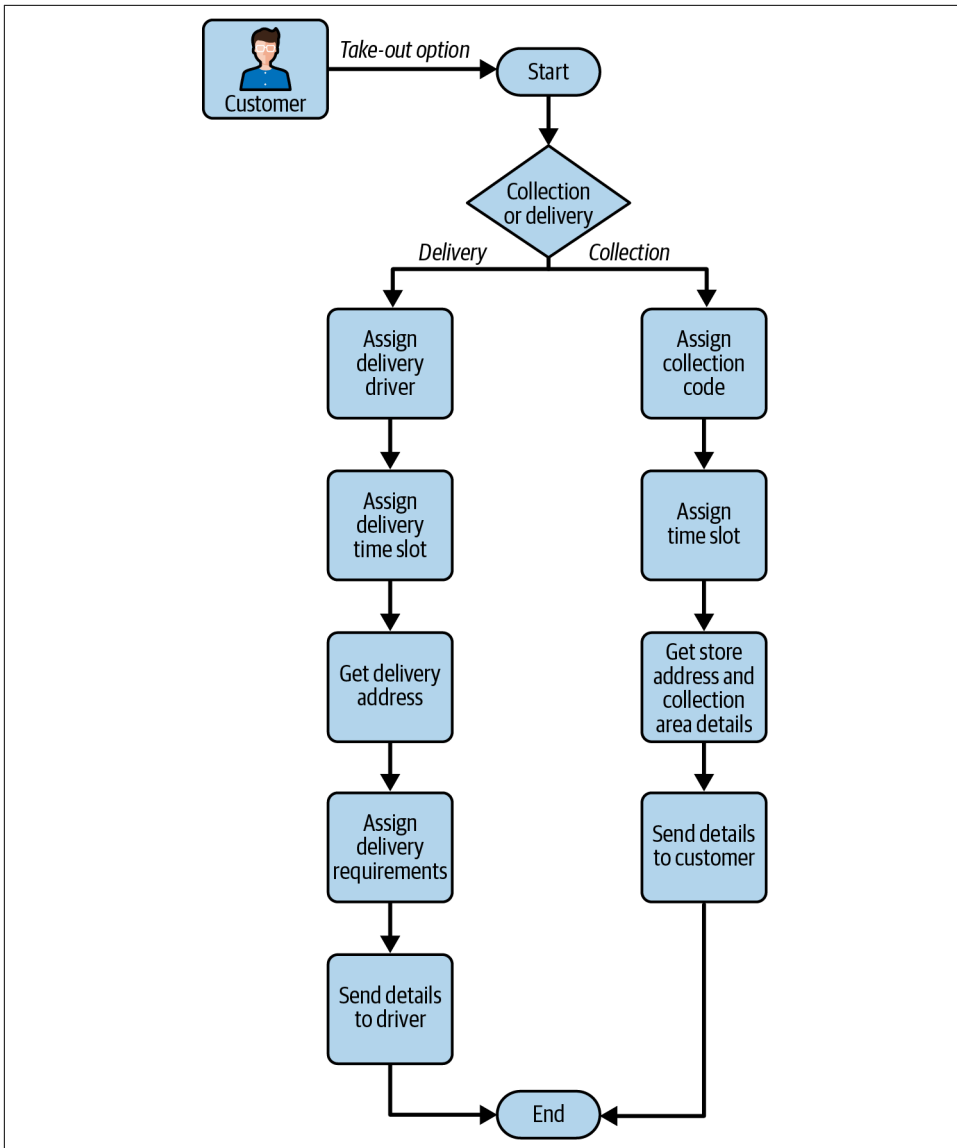 Customer
Take-out option
Start
Collection
or delivery
Delivery
Collection
Assign
delivery
driver
Assign
delivery
time slot
Get delivery
address
Assign
delivery
requirements
Send details
to driver
Assign
collection
code
Assign
time slot
Get store
address and
collection
area details
Send details
to customer
End